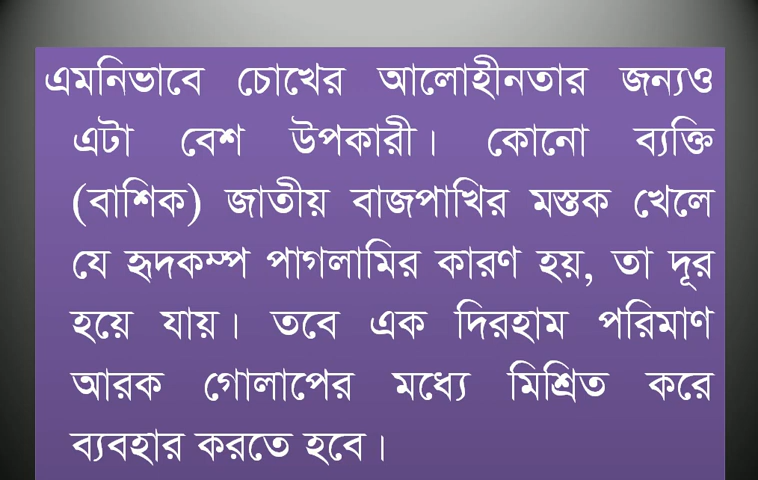 এমনিভাবে চোখের আলোহীনতার জন্যও
এটা বেশ উপকারী। কোনো ব্যক্তি
(বাশিক) জাতীয় বাজপাখির মস্তক খেলে
যে হৃদকম্প পাগলামির কারণ হয়, তা দূর
হয়ে যায়। তবে এক দিরহাম পরিমাণ
আরক গোলাপের মধ্যে মিশ্রিত করে
ব্যবহার করতে হবে।